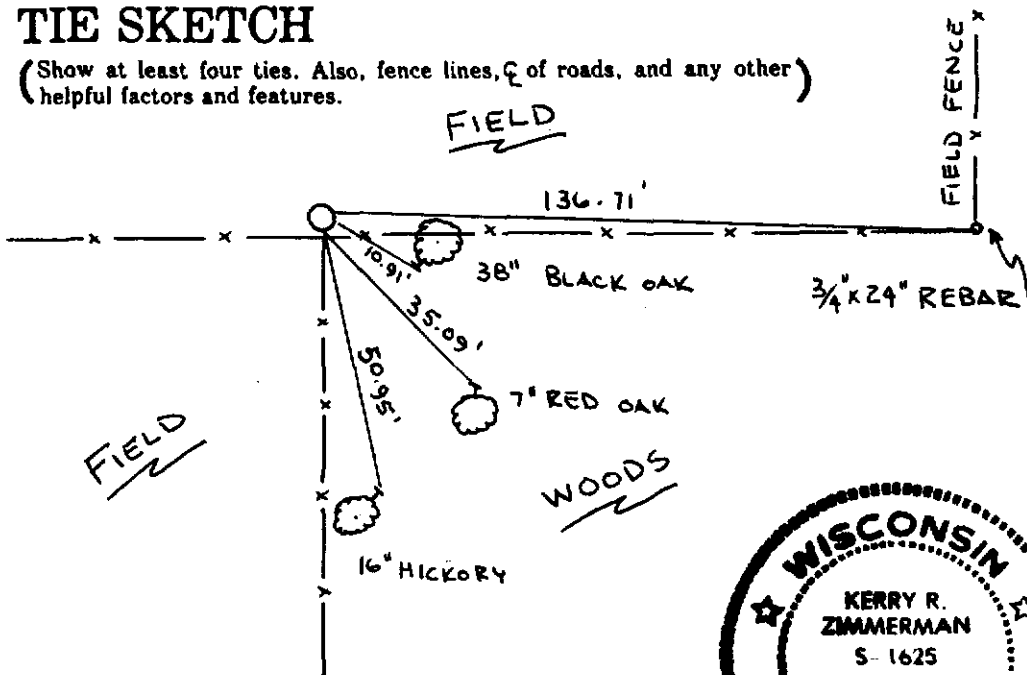 TIE SKETCH
(Show at least four ties. Also, fence lines, ℄ of roads, and any other
helpful factors and features.)
FIELD FENCE
FIELD
136.71'
10.91'
38" BLACK OAK
3/4" x 24" REBAR
35.09'
50.95'
7" RED OAK
FIELD
WOODS
16" HICKORY
WISCONSIN
KERRY R.
ZIMMERMAN
S-1625